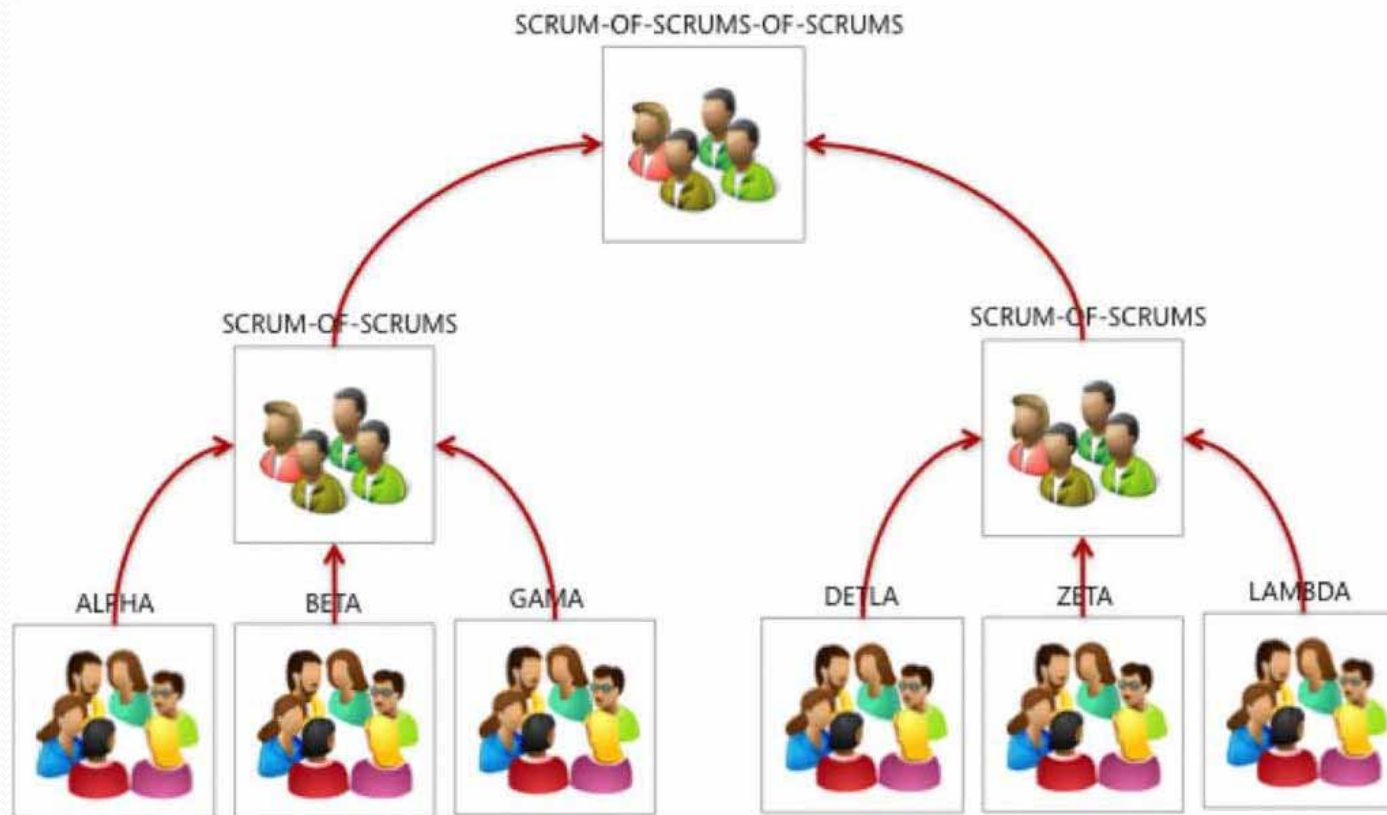 SCRUM-OF-SCRUMS-OF-SCRUMS
SCRUM-OF-SCRUMS
SCRUM-OF-SCRUMS
ALPHA
BETA
GAMA
DETLA
ZETA
LAMBDA